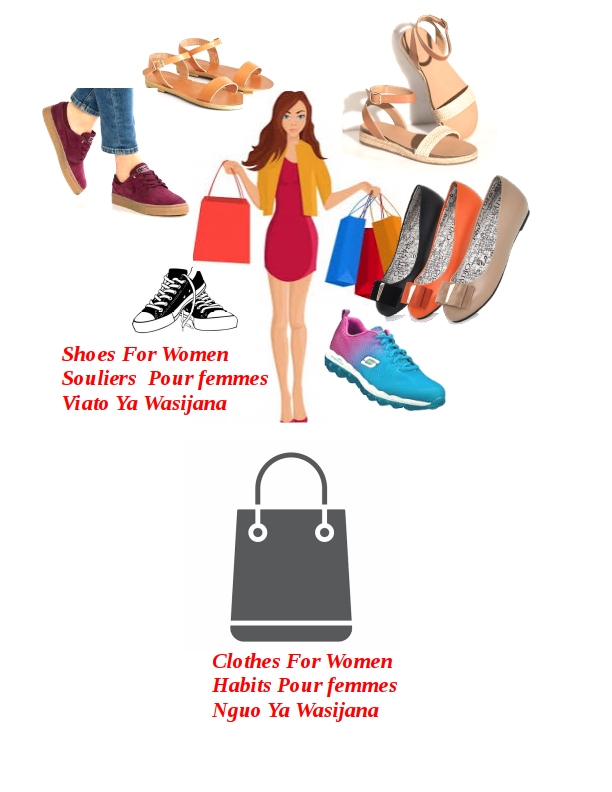 Shoes For Women
Souliers  Pour femmes
Viato Ya Wasijana
Clothes For Women
Habits Pour femmes
Nguo Ya Wasijana